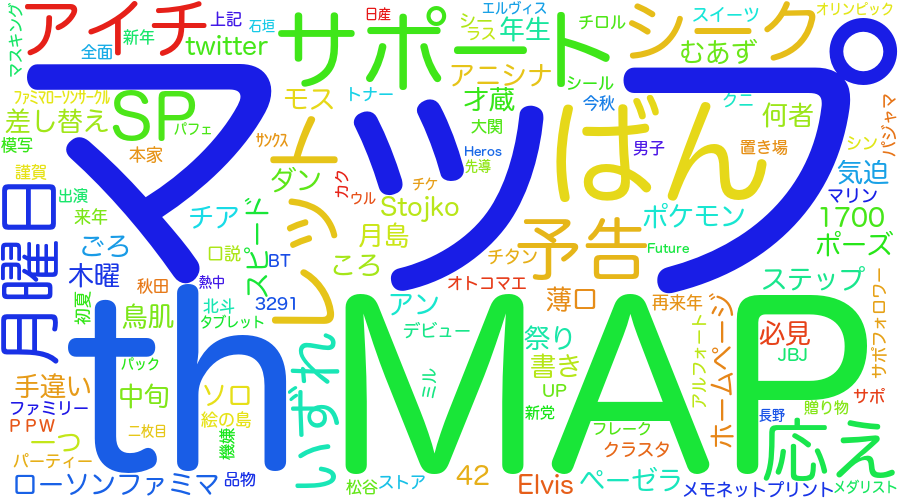 マスキング
アイチ
上記
石垣
日産
エルヴィス
シー
ラス
年生
チロル
シーク
スイーツ
オリンピック
新年
全面
twitter
サポート
むあず
ファミマローソンサークル
マップ
モス
トナー
アニシナ
シール
今秋
クニ
才蔵
SP
パフェ
差し替え
サンクス
大関
ばん
何者
パジャマ
模写
本家
Heros
先導
男子
置き場
シン
謹賀
ダン
カク
ウル
チケ
気迫
月曜日
出演
来年
チア
スピード
レット
Stojko
ポケモン
マリン
1700
ごろ
口説
BT
ころ
月島
チタン
予告
Future
ポーズ
木曜
秋田
熱中
オトコマエ
ステップ
初夏
th
北斗
3291
アン
薄口
再来年
ホームページ
サポフォロワー
鳥肌
タブレット
デビュー
祭り
アルフォート
必見
JBJ
パック
いずれ
MAP
書き
手違い
中旬
ソロ
ミル
UP
サポ
ファミリー
絵の島
新党
贈り物
PPW
二枚目
機嫌
フレーク
長野
一つ
クラスタ
応え
パーティー
ローソンファミマ
品物
松谷
ストア
42
Elvis
ペーゼラ
メモネットプリント
メダリスト